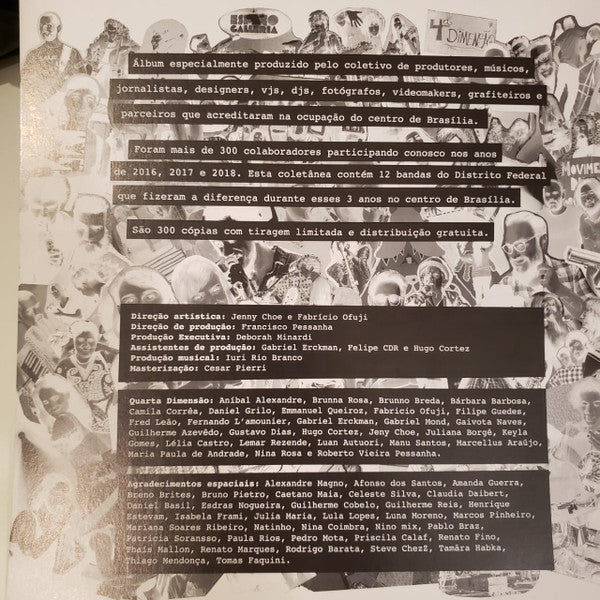 ESPAÇO
GALLERIA
4ª
DIMENSÃO
Álbum especialmente produzido pelo coletivo de produtores, músicos,
jornalistas, designers, vjs, djs, fotógrafos, videomakers, grafiteiros e
parceiros que acreditaram na ocupação do centro de Brasília.
Foram mais de 300 colaboradores participando conosco nos anos
de 2016, 2017 e 2018. Esta coletânea contém 12 bandas do Distrito Federal
que fizeram a diferença durante esses 3 anos no centro de Brasília.
São 300 cópias com tiragem limitada e distribuição gratuita.
MOVIME
Direção artística: Jenny Choe e Fabrício Ofuji
Direção de produção: Francisco Pessanha
Produção Executiva: Deborah Minardi
Assistentes de produção: Gabriel Erckman, Felipe CDR e Hugo Cortez
Produção musical: Iuri Rio Branco
Masterização: Cesar Pierri
Quarta Dimensão: Aníbal Alexandre, Brunna Rosa, Brunno Breda, Bárbara Barbosa,
Camila Corrêa, Daniel Grilo, Emmanuel Queiroz, Fabricio Ofuji, Filipe Guedes,
Fred Leão, Fernando L'amounier, Gabriel Erckman, Gabriel Mond, Gaivota Naves,
Guilherme Azevêdo, Gustavo Dias, Hugo Cortez, Jeny Choe, Juliana Borgê, Keyla
Gomes, Lélia Castro, Lemar Rezende, Luan Autuori, Manu Santos, Marcellus Araújo,
Maria Paula de Andrade, Nina Rosa e Roberto Vieira Pessanha.
Agradecimentos espaciais: Alexandre Magno, Afonso dos Santos, Amanda Guerra,
Breno Brites, Bruno Pietro, Caetano Maia, Celeste Silva, Claudia Daibert,
Daniel Basil, Esdras Nogueira, Guilherme Cobelo, Guilherme Reis, Henrique
Estevam, Isabela Frami, Julia Maria, Lula Lopes, Luna Moreno, Marcos Pinheiro,
Mariana Soares Ribeiro, Natinho, Nina Coimbra, Nino mix, Pablo Braz,
Patricia Soransso, Paula Rios, Pedro Mota, Priscila Calaf, Renato Fino,
Thaís Mallon, Renato Marques, Rodrigo Barata, Steve ChezZ, Tamára Habka,
Thiago Mendonça, Tomas Faquini.